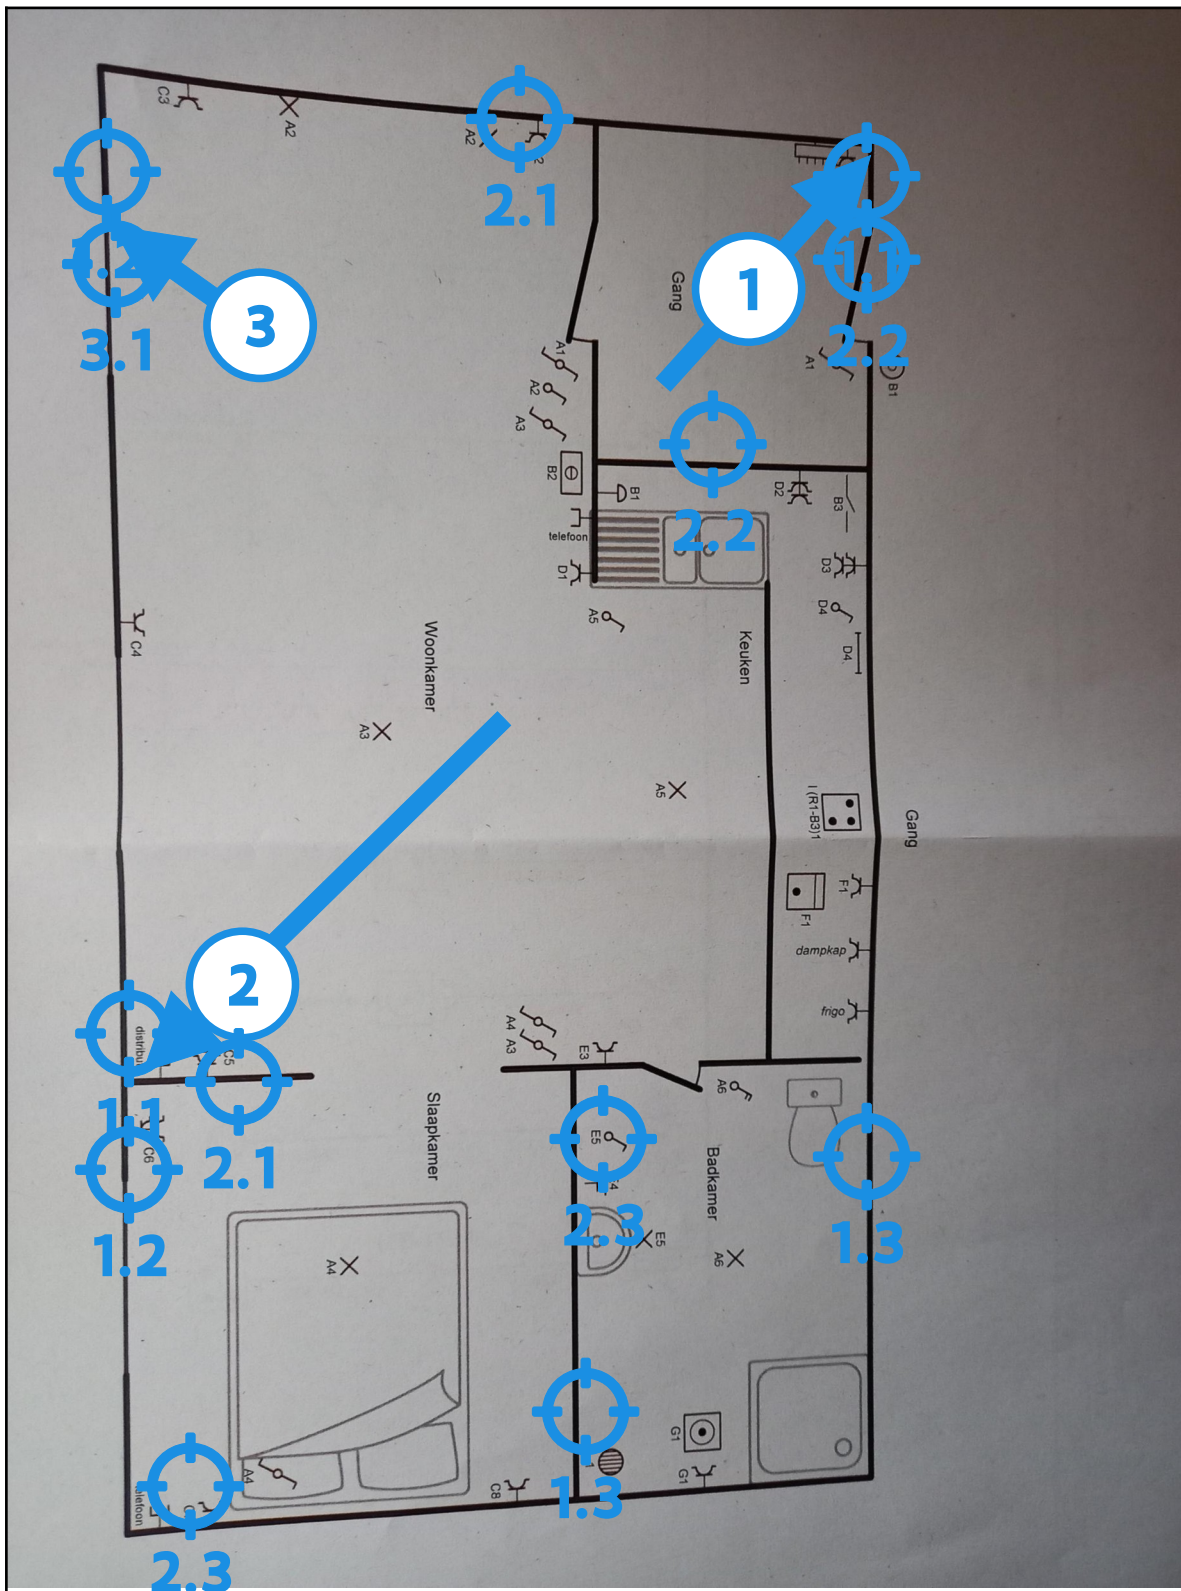 C3
A2
A2
2.1
1
1.1
2.2
1.2
3.1
3
Gang
A1
B1
A1
A2
A3
B2
B1
D2
B3
2.2
telefoon
D1
D3
D4
D4
A5
Keuken
C4
Woonkamer
A3
A5
I (R1-B3)1
Gang
F1
F1
dampkap
frigo
2
A4
A3
E3
C5
1.1
2.1
C6
1.2
Slaapkamer
A6
E5
2.3
E5
Badkamer
A6
1.3
A4
G1
G1
1.3
A4
C8
2.3